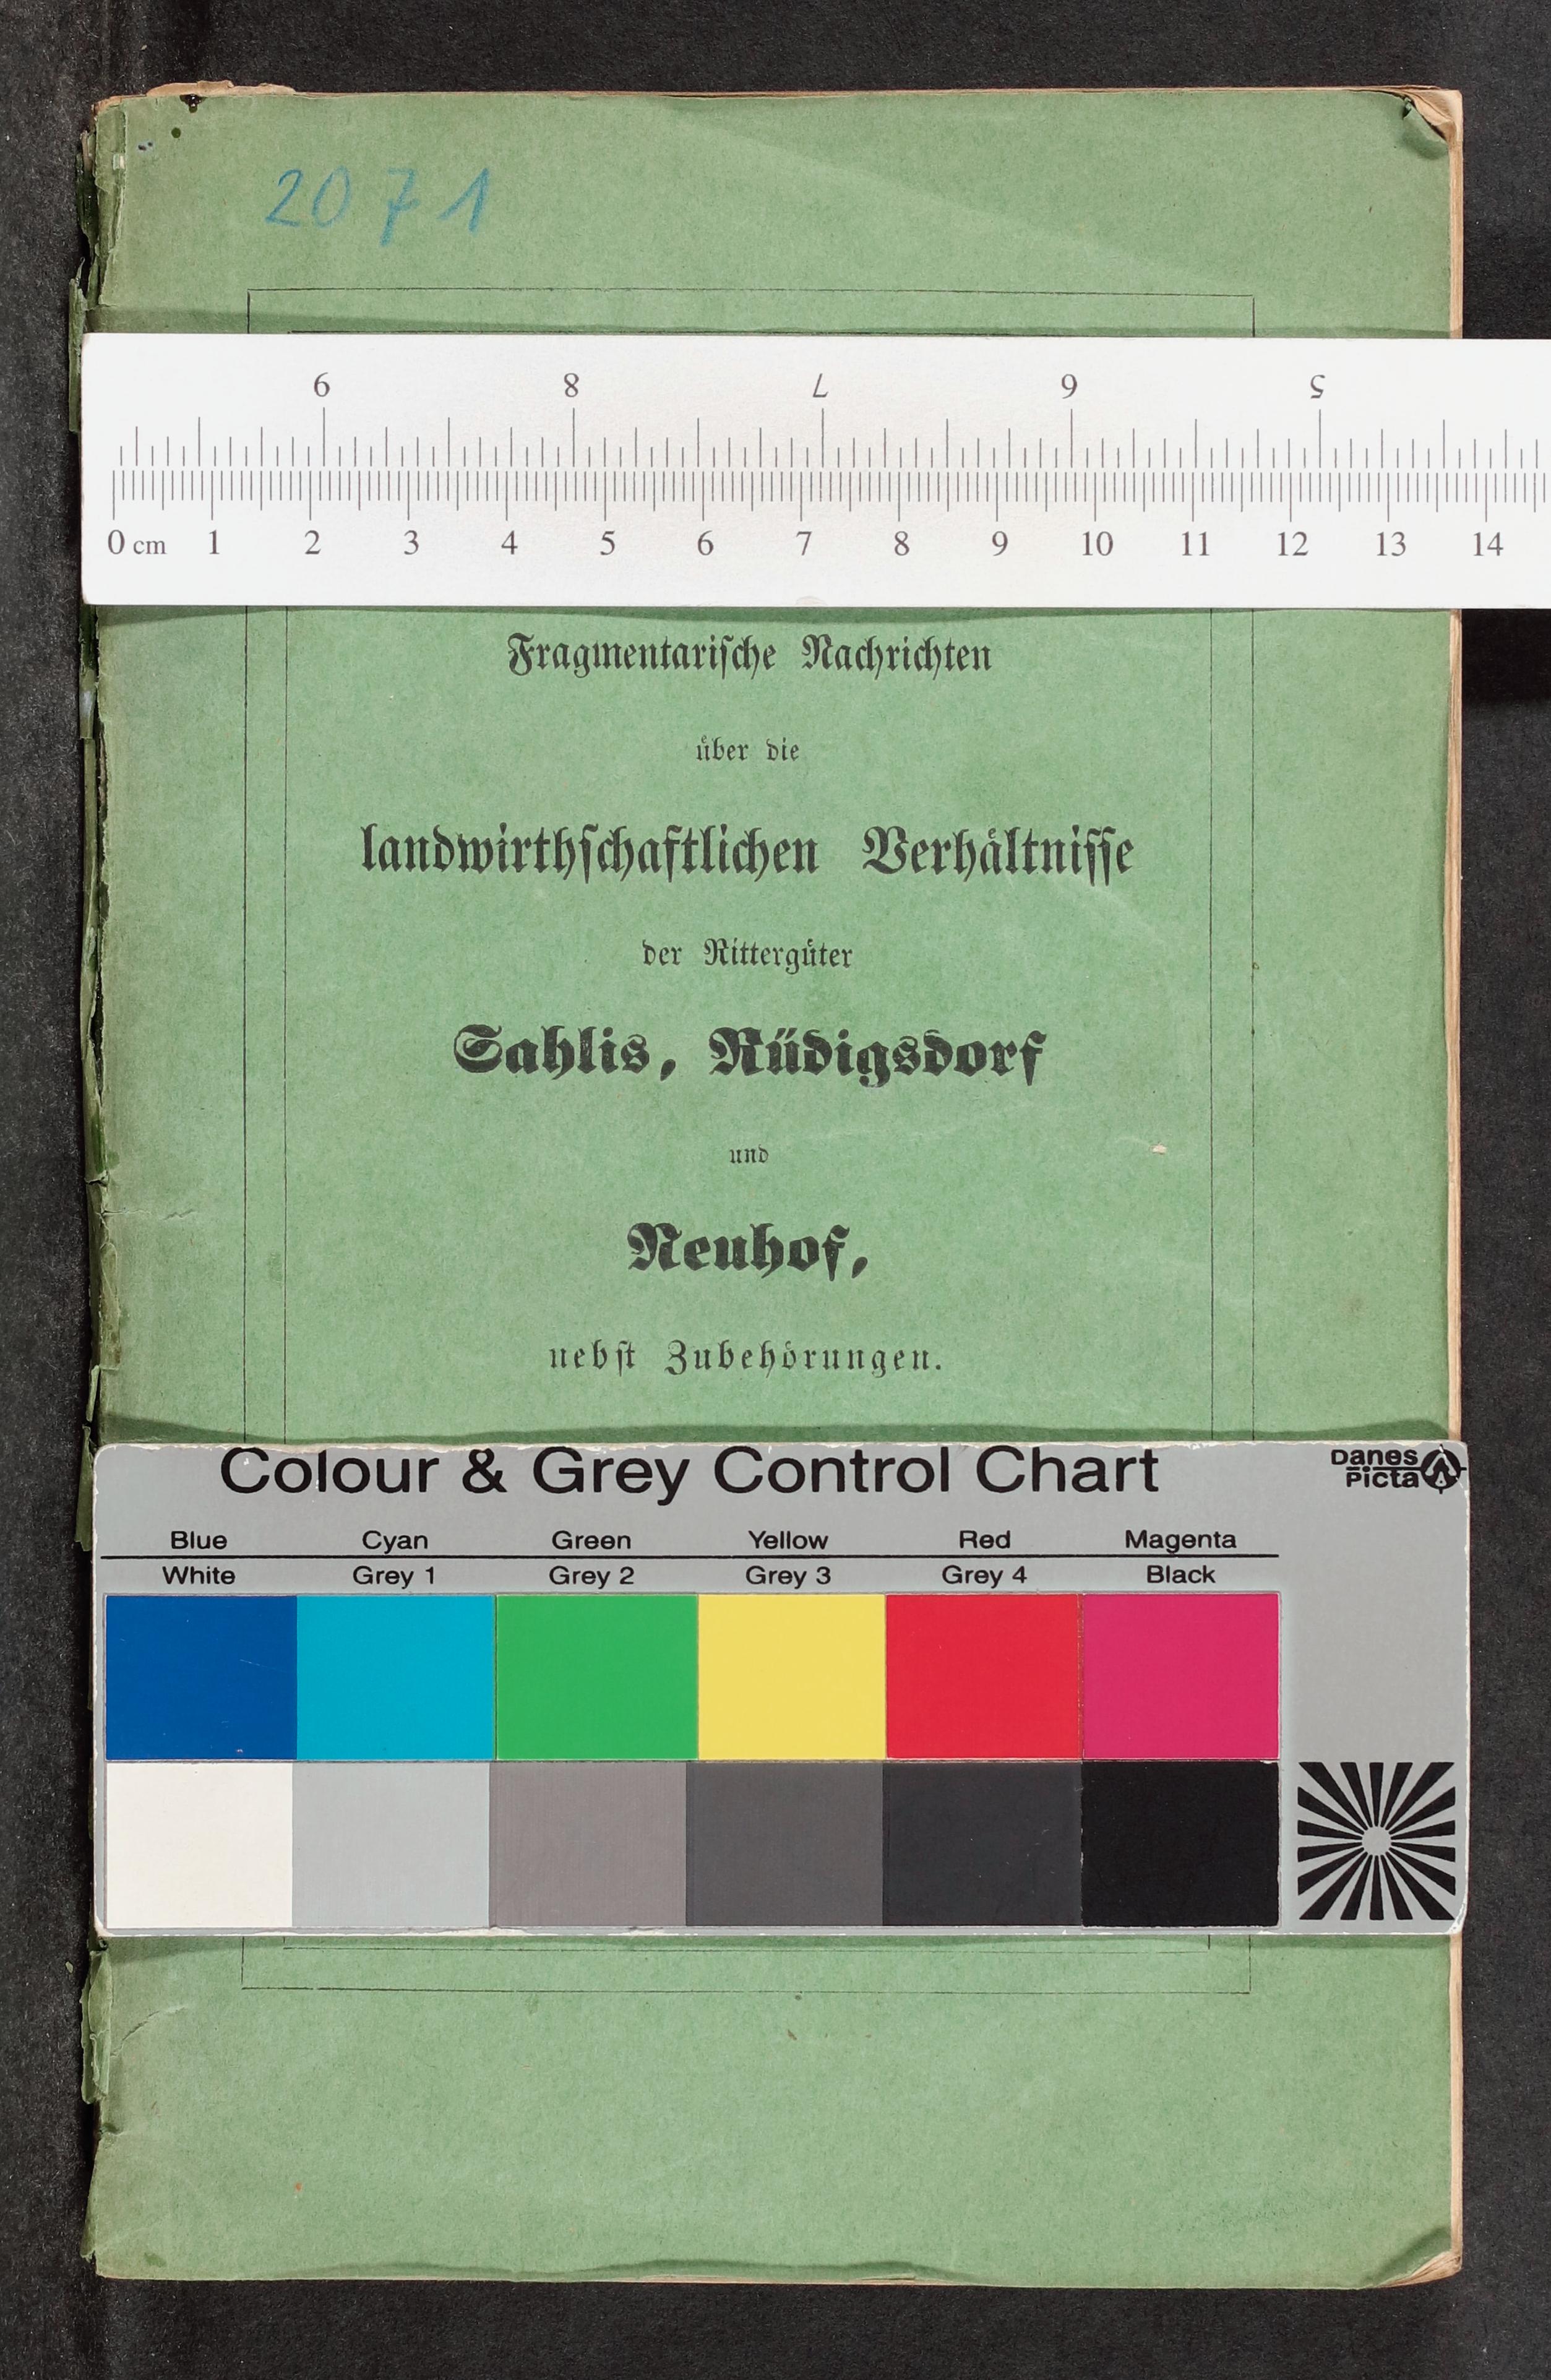 2071
9 8 7 6 5
0 cm 1 2 3 4 5 6 7 8 9 10 11 12 13 14
Fragmentariſche Nachrichten
über die
landwirthſchaftlichen Verhältniſſe
der Rittergüter
Sahlis, Rüdigsdorf
und
Neuhof,
nebſt Zubehörungen.
Colour & Grey Control Chart
Danes
Picta
Blue Cyan Green Yellow Red Magenta
White Grey 1 Grey 2 Grey 3 Grey 4 Black